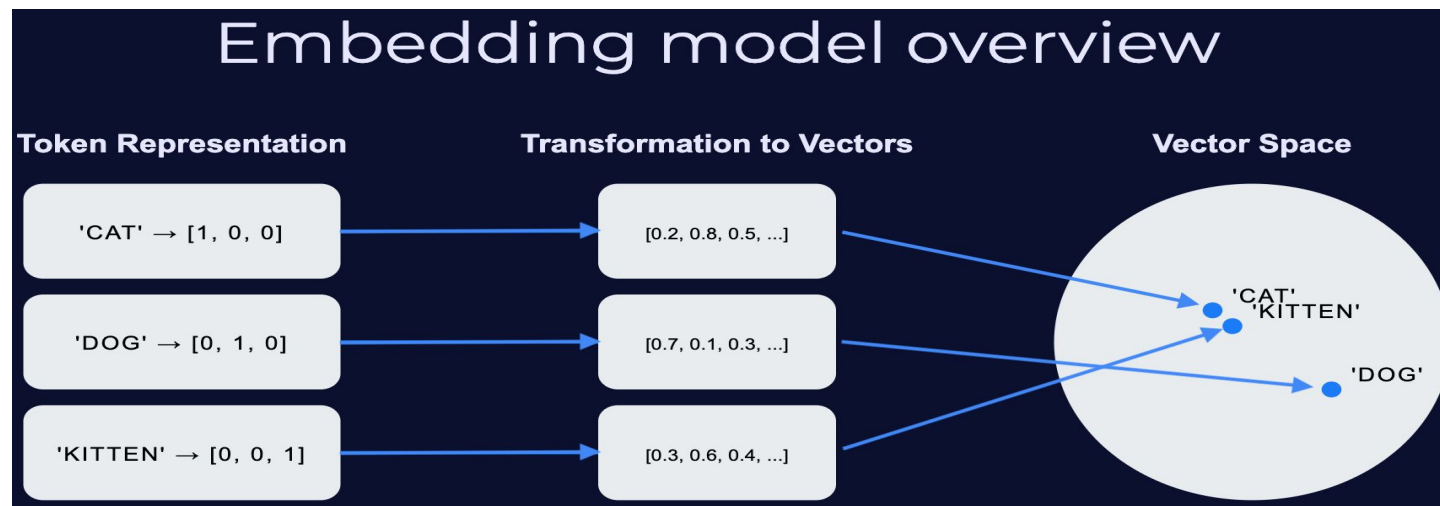 Embedding model overview
Token Representation
Transformation to Vectors
Vector Space
'CAT' → [1, 0, 0]
[0.2, 0.8, 0.5, ...]
'DOG' → [0, 1, 0]
[0.7, 0.1, 0.3, ...]
'KITTEN' → [0, 0, 1]
[0.3, 0.6, 0.4, ...]
'CAT'
'KITTEN'
'DOG'